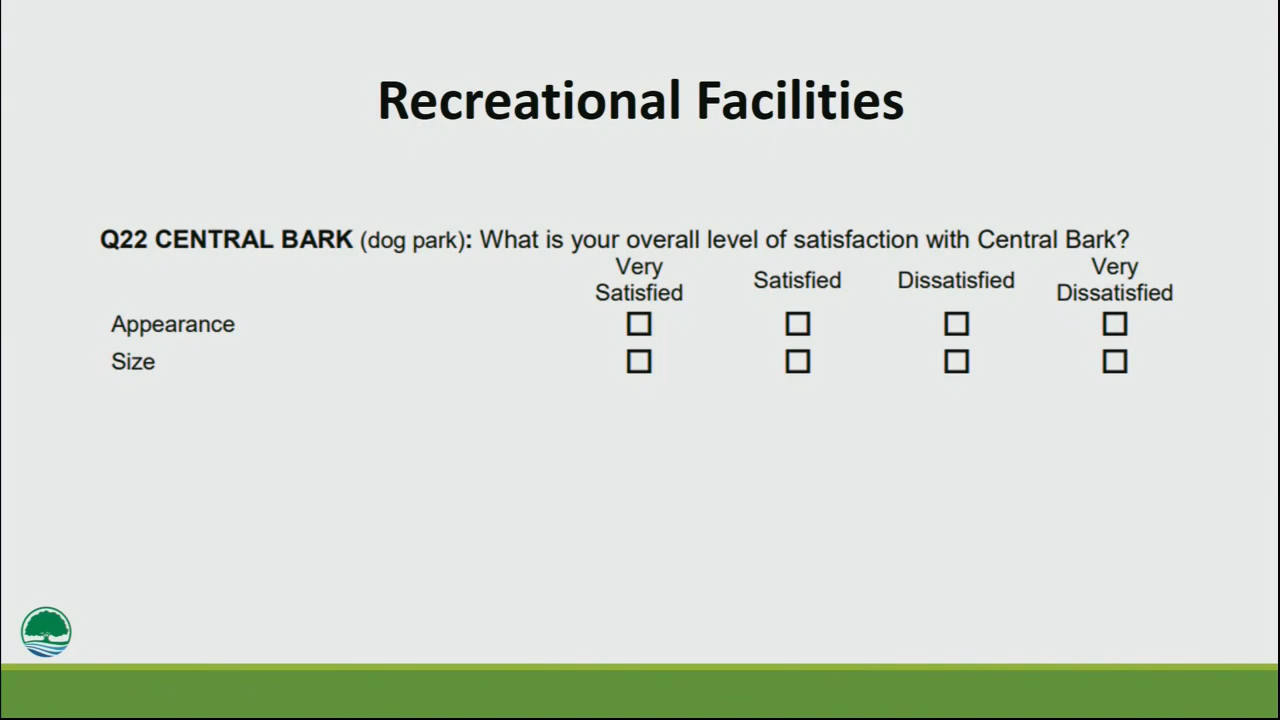 Recreational Facilities
Q22 CENTRAL BARK (dog park): What is your overall level of satisfaction with Central Bark?
Very Satisfied Satisfied Dissatisfied Very Dissatisfied
Appearance
Size